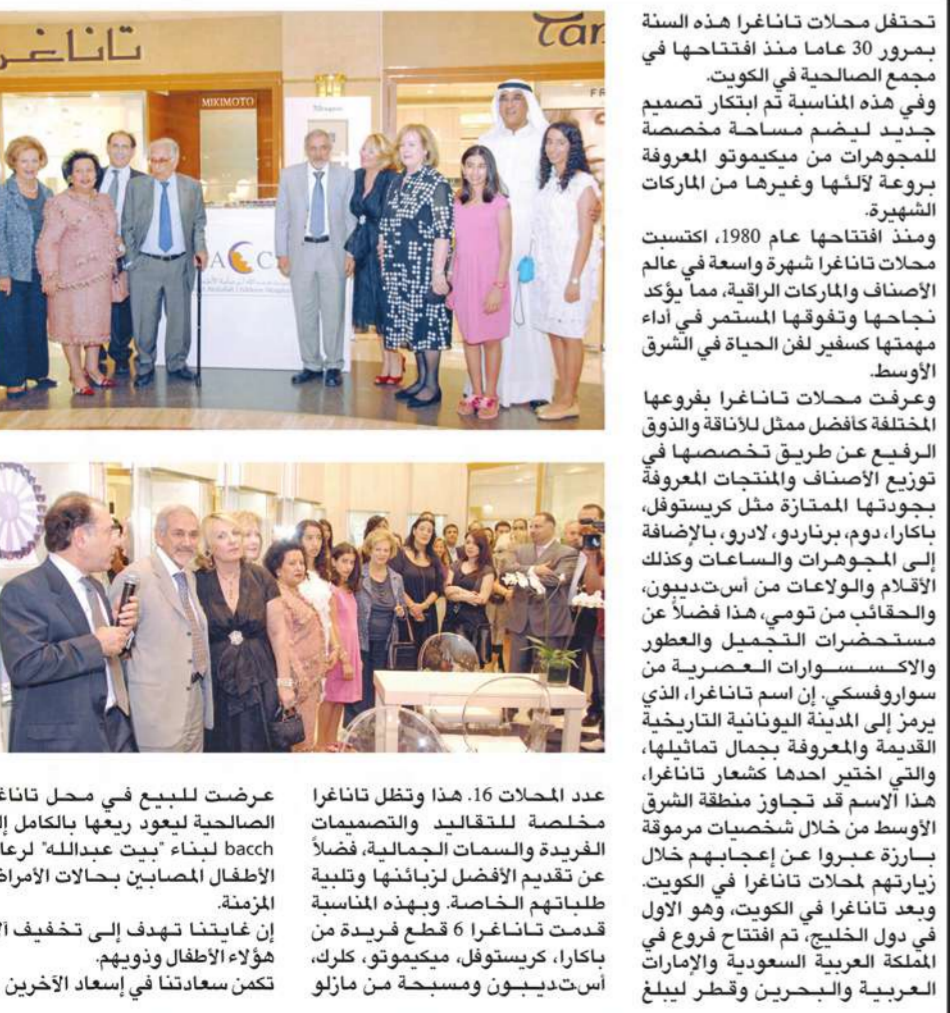 تحتفل محلات تاناغرا هذه السنة
بمرور 30 عاما منذ افتتاحها في
مجمع الصالحية في الكويت.
وفي هذه المناسبة تم ابتكار تصميم
جديد ليضم مساحة مخصصة
للمجوهرات من ميكيموتو المعروفة
بروعة لآلئها وغيرها من الماركات
الشهيرة.
ومنذ افتتاحها عام 1980، اكتسبت
محلات تاناغرا شهرة واسعة في عالم
الأصناف والماركات الراقية، مما يؤكد
نجاحها وتفوقها المستمر في أداء
مهمتها كسفير لفن الحياة في الشرق
الأوسط.
وعرفت محلات تاناغرا بفروعها
المختلفة كأفضل ممثل للأناقة والذوق
الرفيع عن طريق تخصصها في
توزيع الأصناف والمنتجات المعروفة
بجودتها الممتازة مثل كريستوفل،
باكارا، دوم، برناردو، لادرو، بالإضافة
إلى المجوهرات والساعات وكذلك
الأقلام والولاعات من أس.ت.ديبون،
والحقائب من تومي، هذا فضلاً عن
مستحضرات التجميل والعطور
والاكسسوارات العصرية من
سواروفسكي. إن اسم تاناغرا، الذي
يرمز إلى المدينة اليونانية التاريخية
القديمة والمعروفة بجمال تماثيلها،
والتي اختير احدها كشعار تاناغرا،
هذا الاسم قد تجاوز منطقة الشرق
الأوسط من خلال شخصيات مرموقة
بارزة عبروا عن إعجابهم خلال
زيارتهم لمحلات تاناغرا في الكويت.
وبعد تاناغرا في الكويت، وهو الاول
في دول الخليج، تم افتتاح فروع في
المملكة العربية السعودية والإمارات
العربية والبحرين وقطر ليبلغ
تاناغر
Tan
MIKIMOTO
FR
عدد المحلات 16. هذا وتظل تاناغرا
مخلصة للتقاليد والتصميمات
الفريدة والسمات الجمالية، فضلاً
عن تقديم الأفضل لزبائنها وتلبية
طلباتهم الخاصة. وبهذه المناسبة
قدمت تاناغرا 6 قطع فريدة من
باكارا، كريستوفل، ميكيموتو، كلرك،
أس.ت.ديبون ومسبحة من مازلو
عرضت للبيع في محل تاناغ
الصالحية ليعود ريعها بالكامل إل
bacch لبناء "بيت عبدالله" لرعا
الأطفال المصابين بحالات الأمراض
المزمنة.
إن غايتنا تهدف إلى تخفيف آلا
هؤلاء الأطفال وذويهم.
تكمن سعادتنا في إسعاد الآخرين